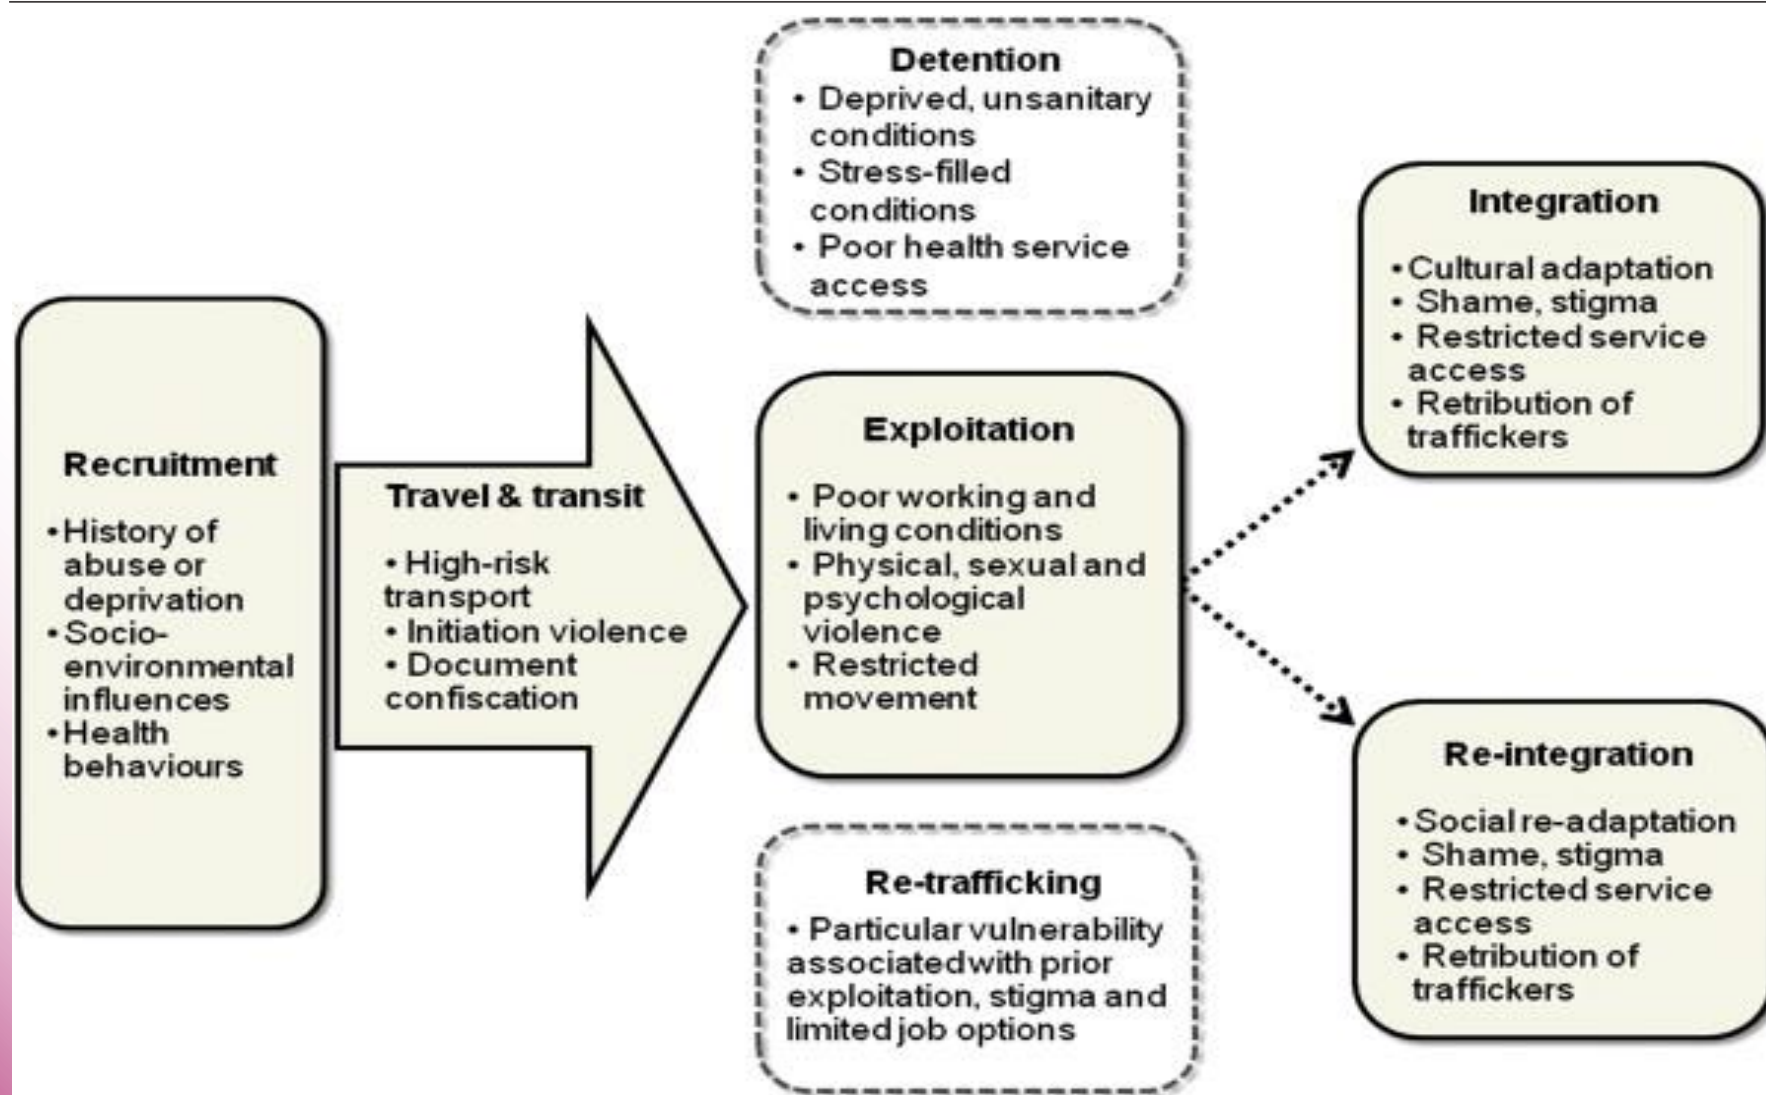 Recruitment
•History of
abuse or
deprivation
•Socio-
environmental
influences
•Health
behaviours
Travel & transit
• High-risk
transport
• Initiation violence
• Document
confiscation
Detention
• Deprived, unsanitary
conditions
• Stress-filled
conditions
• Poor health service
access
Exploitation
• Poor working and
living conditions
• Physical, sexual and
psychological
violence
• Restricted
movement
Re-trafficking
• Particular vulnerability
associated with prior
exploitation, stigma and
limited job options
Integration
•Cultural adaptation
• Shame, stigma
• Restricted service
access
• Retribution of
traffickers
Re-integration
•Social re-adaptation
• Shame, stigma
• Restricted service
access
• Retribution of
traffickers